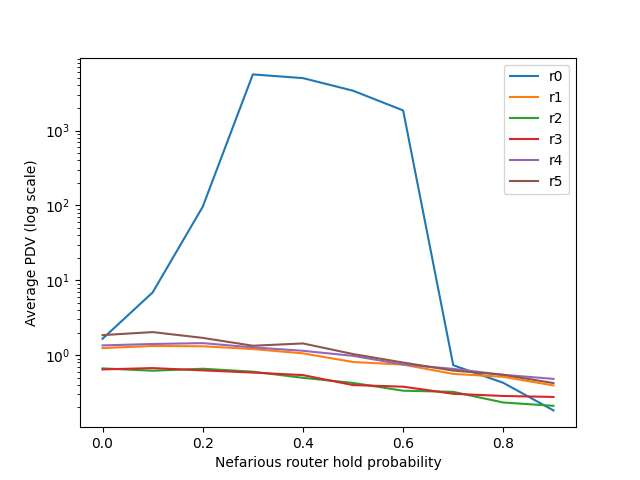 r0
r1
r2
r3
r4
r5
10³
10²
10¹
10⁰
Average PDV (log scale)
0.0 0.2 0.4 0.6 0.8
Nefarious router hold probability